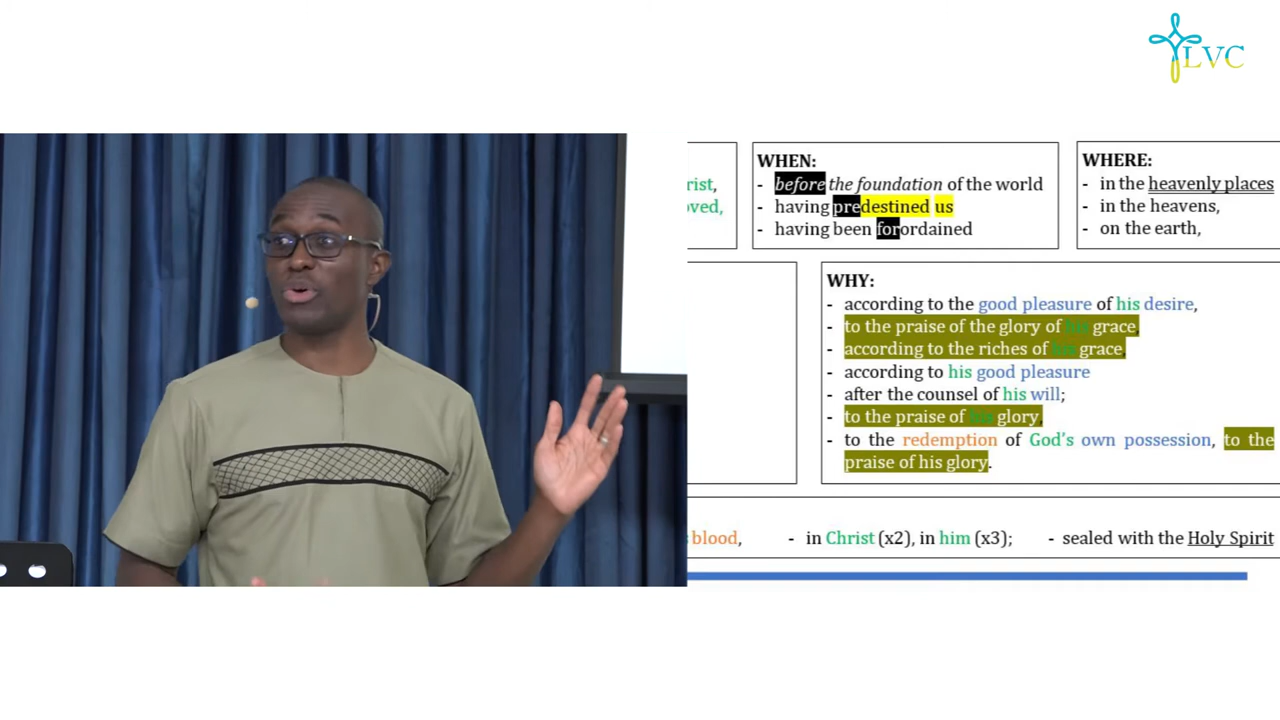 LVC
WHEN:
- before the foundation of the world
- having predestined us
- having been forordained
WHERE:
- in the heavenly places
- in the heavens,
- on the earth,
rist,
oved,
WHY:
- according to the good pleasure of his desire,
- to the praise of the glory of his grace,
- according to the riches of his grace,
- according to his good pleasure
- after the counsel of his will;
- to the praise of his glory,
- to the redemption of God's own possession, to the
praise of his glory.
blood, - in Christ (x2), in him (x3); - sealed with the Holy Spirit